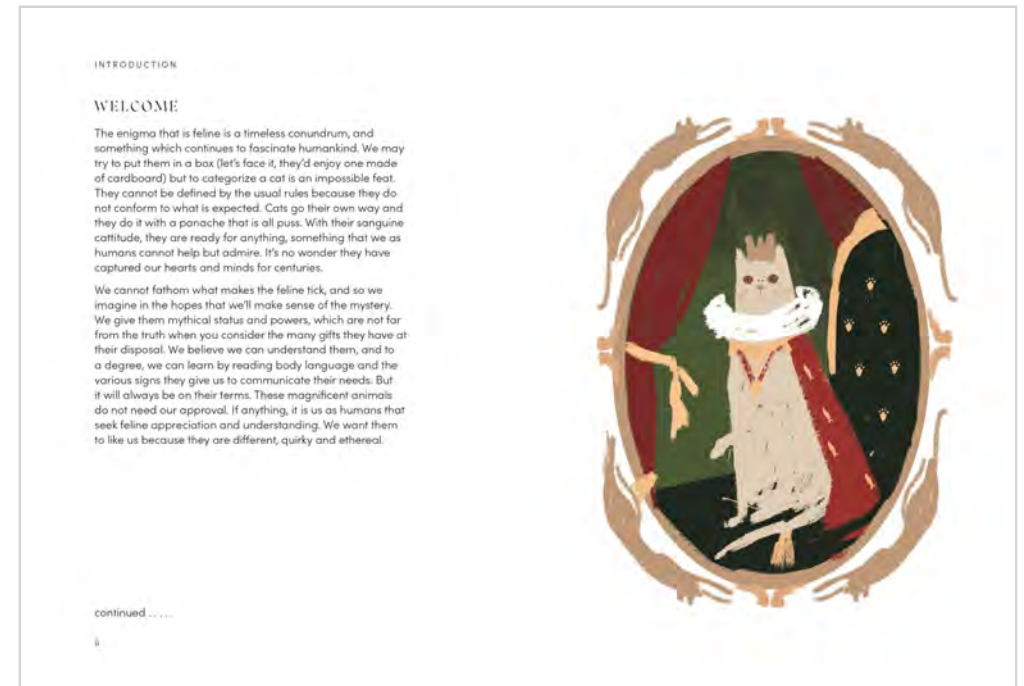 INTRODUCTION
WELCOME
The enigma that is feline is a timeless conundrum, and
something which continues to fascinate humankind. We may
try to put them in a box (let's face it, they'd enjoy one made
of cardboard) but to categorize a cat is an impossible feat.
They cannot be defined by the usual rules because they do
not conform to what is expected. Cats go their own way and
they do it with a panache that is all puss. With their sanguine
cattitude, they are ready for anything, something that we as
humans cannot help but admire. It's no wonder they have
captured our hearts and minds for centuries.
We cannot fathom what makes the feline tick, and so we
imagine in the hopes that we'll make sense of the mystery.
We give them mythical status and powers, which are not far
from the truth when you consider the many gifts they have at
their disposal. We believe we can understand them, and to
a degree, we can learn by reading body language and the
various signs they give us to communicate their needs. But
it will always be on their terms. These magnificent animals
do not need our approval. If anything, it is us as humans that
seek feline appreciation and understanding. We want them
to like us because they are different, quirky and ethereal.
continued . . . . .
ii